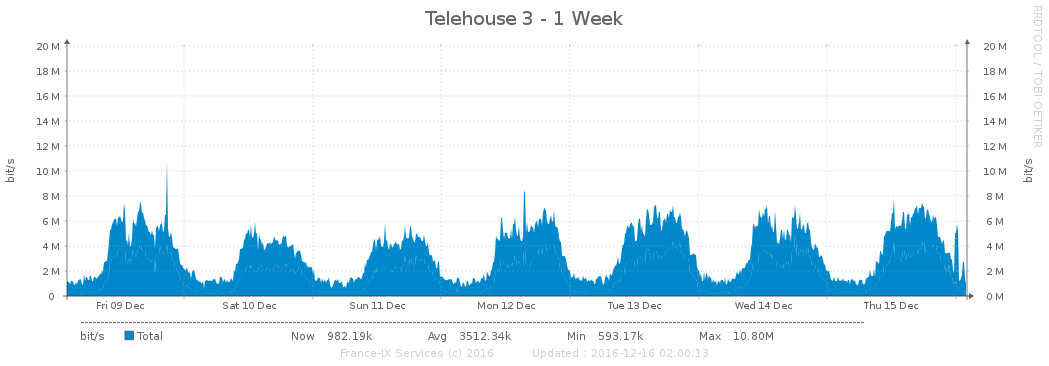 Telehouse 3 - 1 Week
RRDTOOL / TOBI OETIKER
bit/s
bit/s
20 M 20 M
18 M 18 M
16 M 16 M
14 M 14 M
12 M 12 M
10 M 10 M
8 M 8 M
6 M 6 M
4 M 4 M
2 M 2 M
0 0 M
Fri 09 Dec Sat 10 Dec Sun 11 Dec Mon 12 Dec Tue 13 Dec Wed 14 Dec Thu 15 Dec
bit/s Total Now 982.19k Avg 3512.34k Min 593.17k Max 10.80M
France-IX Services (c) 2016 Updated : 2016-12-16 02:00:13